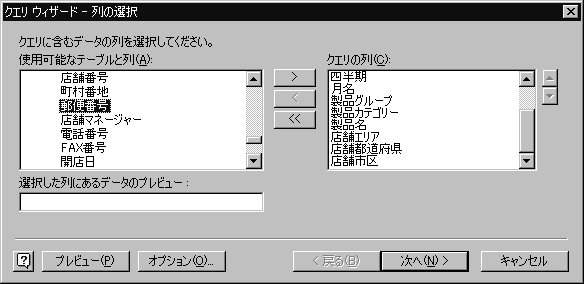 クエリ ウィザード - 列の選択
クエリに含むデータの列を選択してください。
使用可能なテーブルと列(A):
店舗番号
町村番地
郵便番号
店舗マネージャー
電話番号
FAX番号
開店日
>
<
<<
クエリの列(C):
四半期
月名
製品グループ
製品カテゴリー
製品名
店舗エリア
店舗都道府県
店舗市区
選択した列にあるデータのプレビュー:
?
プレビュー(P)
オプション(O)...
< 戻る(B)
次へ(N) >
キャンセル